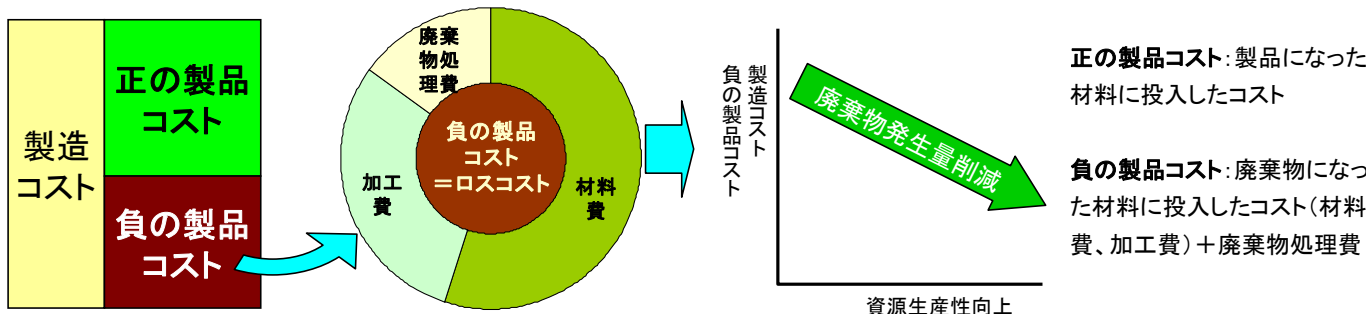 製造
コスト
正の製品
コスト
負の製品
コスト
廃棄
物処
理費
加工
費
材料
費
負の製品
コスト
＝ロスコスト
製造コスト
負の製品コスト
廃棄物発生量削減
資源生産性向上
正の製品コスト：製品になった
材料に投入したコスト
負の製品コスト：廃棄物になっ
た材料に投入したコスト（材料
費、加工費）＋廃棄物処理費